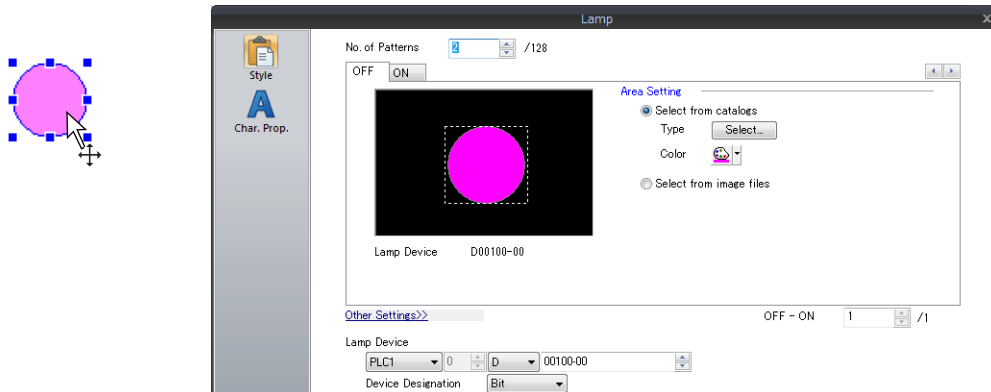 Lamp
Style
A
Char. Prop.
No. of Patterns 2 /128
OFF ON
Area Setting
Select from catalogs
Type Select...
Color
Select from image files
Lamp Device D00100-00
Other Settings>>
OFF - ON 1 /1
Lamp Device
PLC1 0 D 00100-00
Device Designation Bit